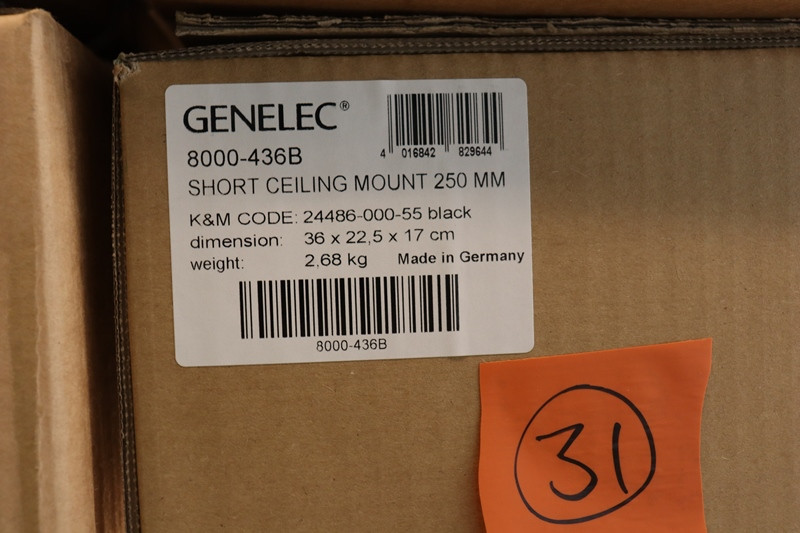 GENELEC®
4 016842 829644
8000-436B
SHORT CEILING MOUNT 250 MM
K&M CODE: 24486-000-55 black
dimension: 36 x 22,5 x 17 cm
weight: 2,68 kg Made in Germany
8000-436B
31